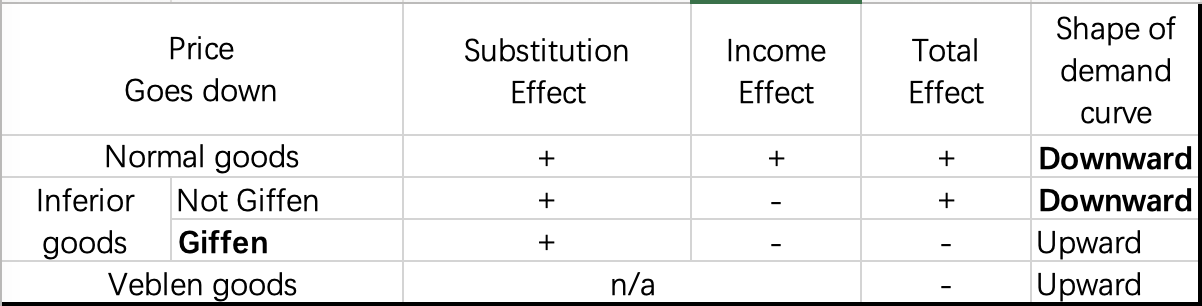 Price
Goes down
Substitution
Effect
Income
Effect
Total
Effect
Shape of
demand
curve
Normal goods + + + Downward
Inferior
goods
Not Giffen + - + Downward
Giffen + - - Upward
Veblen goods n/a - Upward